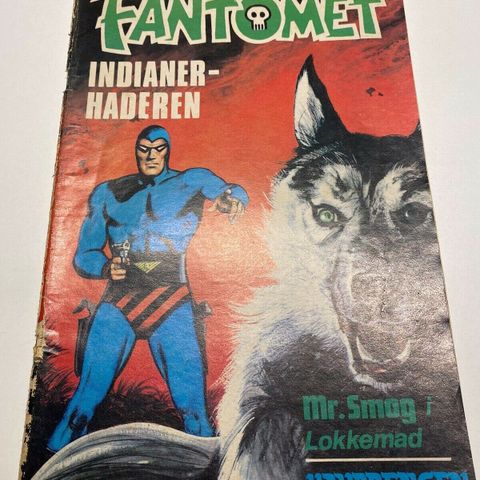 FANTOMET
INDIANER-
HADEREN
Mr. Smog i
Lokkemad